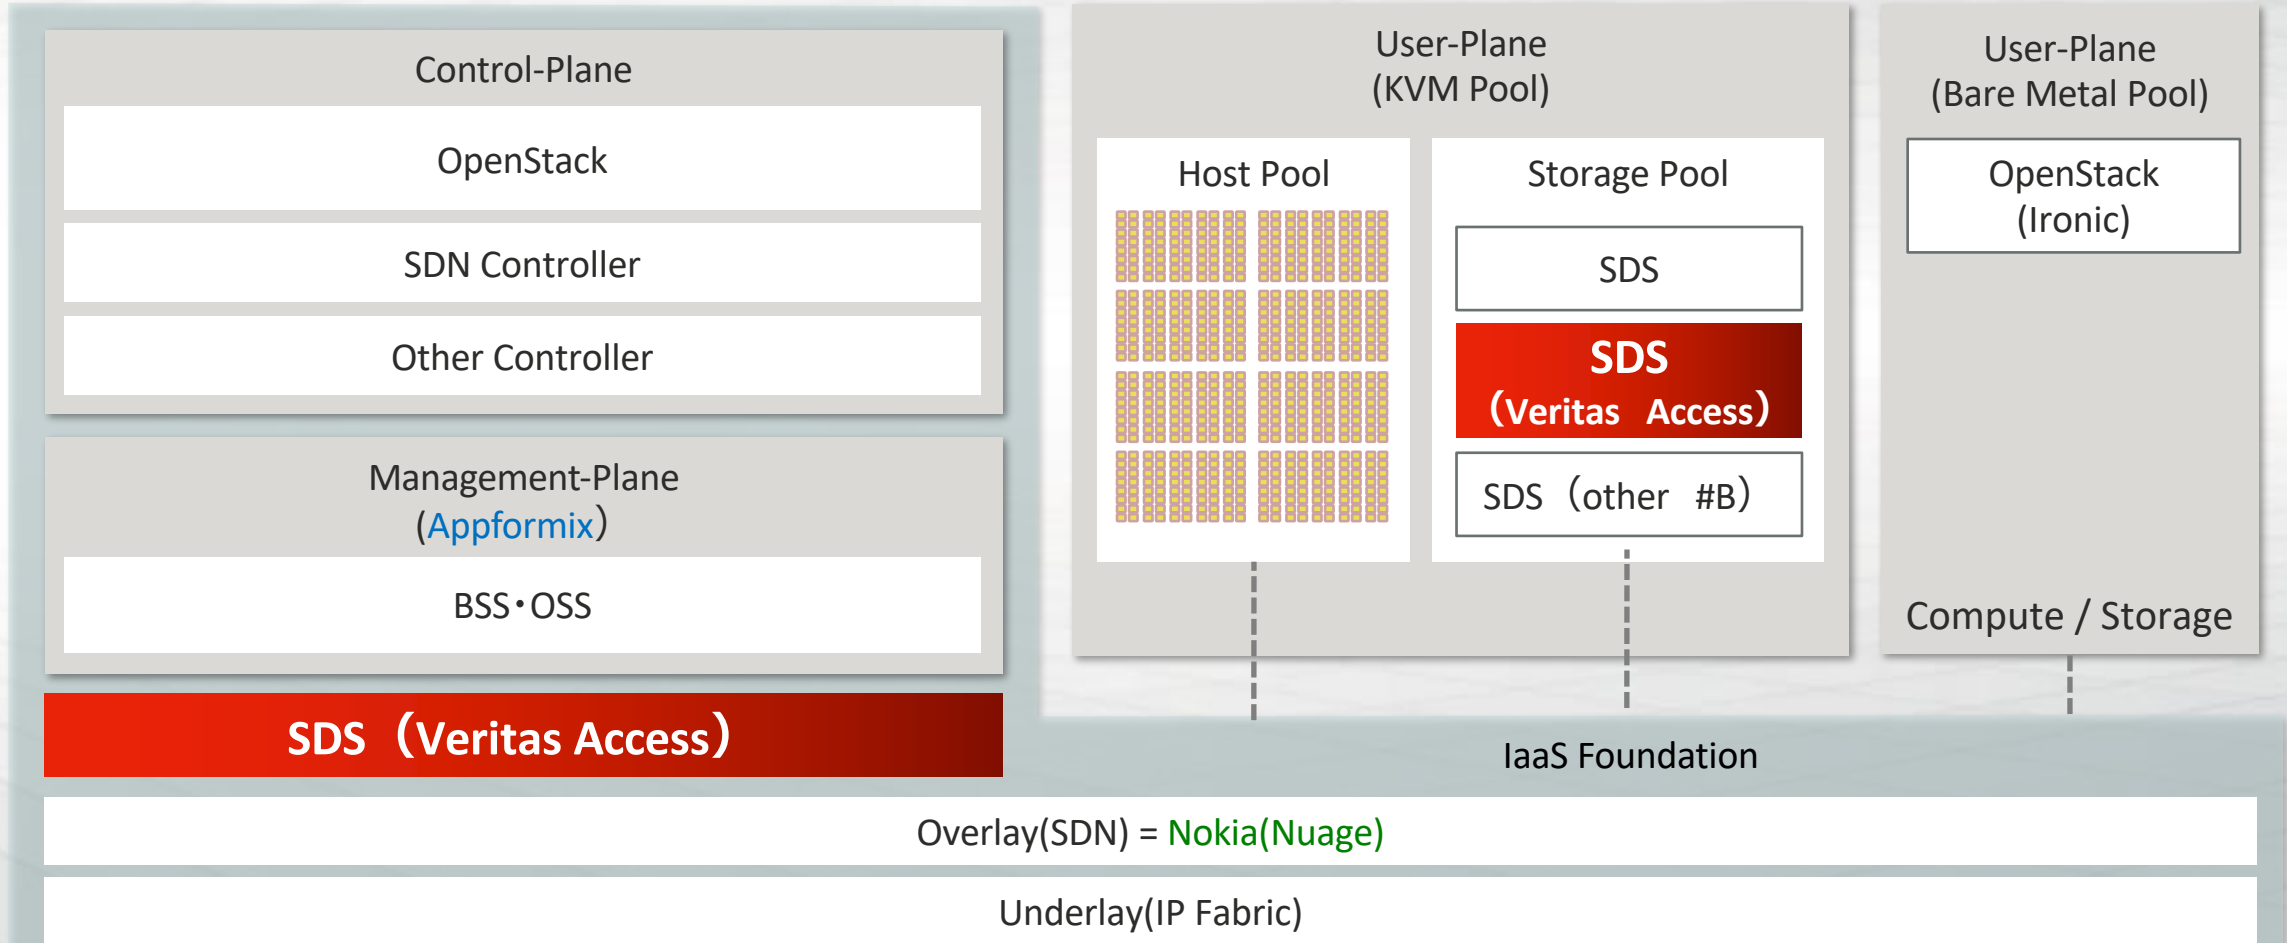 Control-Plane
OpenStack
SDN Controller
Other Controller
Management-Plane
(Appformix）
BSS・OSS
SDS（Veritas Access）
User-Plane
(KVM Pool)
Host Pool
Storage Pool
SDS
SDS
（Veritas Access）
SDS（other #B）
User-Plane
(Bare Metal Pool)
OpenStack
(Ironic)
Compute / Storage
IaaS Foundation
Overlay(SDN) = Nokia(Nuage)
Underlay(IP Fabric)